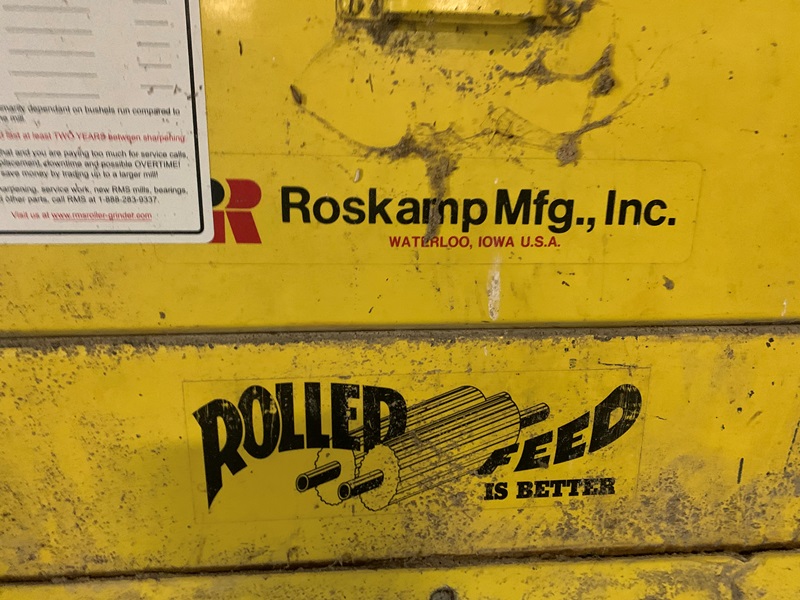 marily dependant on bushels run compared to
mill.
last at least TWO YEARS between sharpening
that and you are paying too much for service calls,
placement, downtime and possible OVERTIME!
save money by trading up to a larger mill!
arpening, service work, new RMS mills, bearings,
other parts, call RMS at 1-888-283-9337.
Visit us at www.rmsroller-grinder.com
R
Roskamp Mfg., Inc.
WATERLOO, IOWA U.S.A.
ROLLED
FEED
IS BETTER